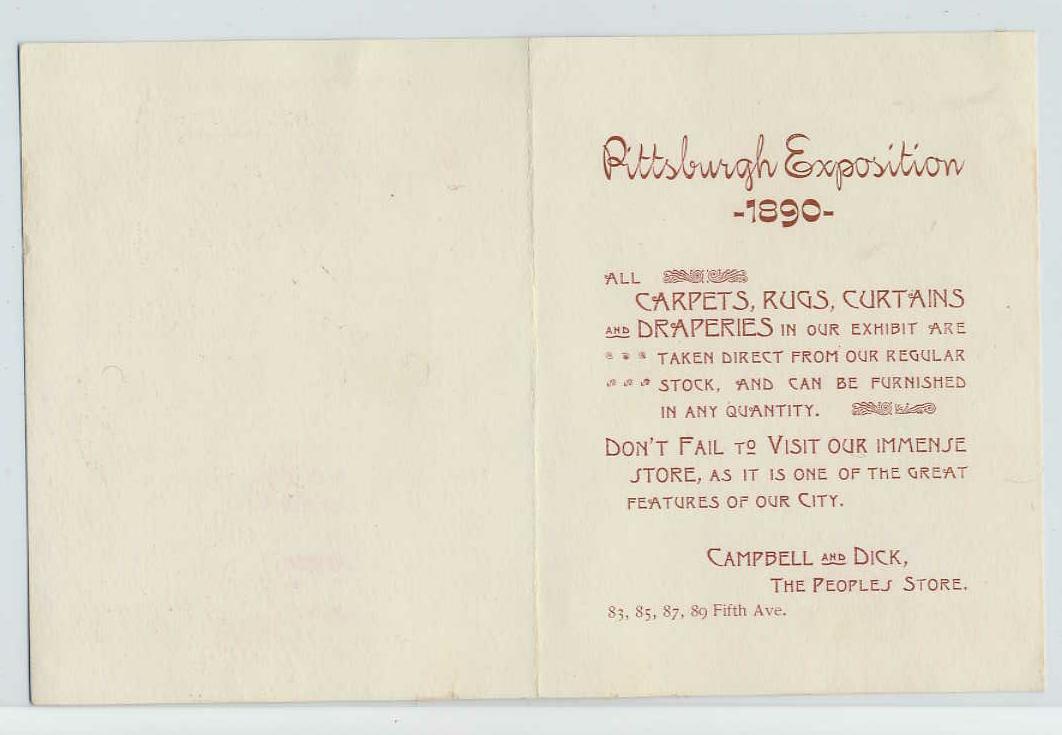 Pittsburgh Exposition
-1890-
ALL
CARPETS, RUGS, CURTAINS
AND DRAPERIES IN OUR EXHIBIT ARE
TAKEN DIRECT FROM OUR REGULAR
STOCK, AND CAN BE FURNISHED
IN ANY QUANTITY.
DON'T FAIL TO VISIT OUR IMMENSE
STORE, AS IT IS ONE OF THE GREAT
FEATURES OF OUR CITY.
CAMPBELL AND DICK,
THE PEOPLES STORE.
83, 85, 87, 89 Fifth Ave.